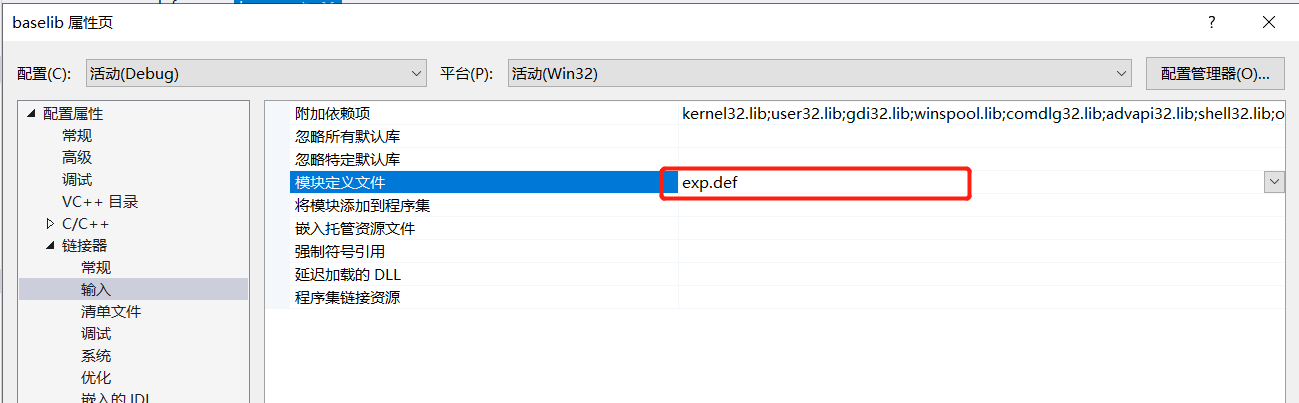 baselib 属性页
配置(C): 活动(Debug) 平台(P): 活动(Win32) 配置管理器(O)...
配置属性
常规
高级
调试
VC++ 目录
C/C++
链接器
常规
输入
清单文件
调试
系统
优化
嵌入的 IDL
附加依赖项 kernel32.lib;user32.lib;gdi32.lib;winspool.lib;comdlg32.lib;advapi32.lib;shell32.lib;o
忽略所有默认库
忽略特定默认库
模块定义文件 exp.def
将模块添加到程序集
嵌入托管资源文件
强制符号引用
延迟加载的 DLL
程序集链接资源